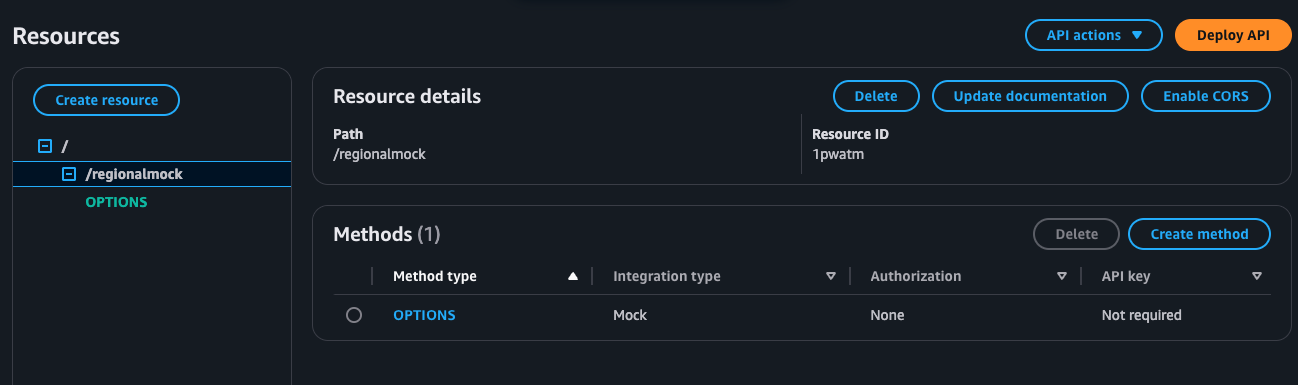 Resources
API actions
Deploy API
Create resource
/
/regionalmock
OPTIONS
Resource details
Delete
Update documentation
Enable CORS
Path
/regionalmock
Resource ID
1pwatm
Methods (1)
Delete
Create method
Method type
Integration type
Authorization
API key
OPTIONS
Mock
None
Not required